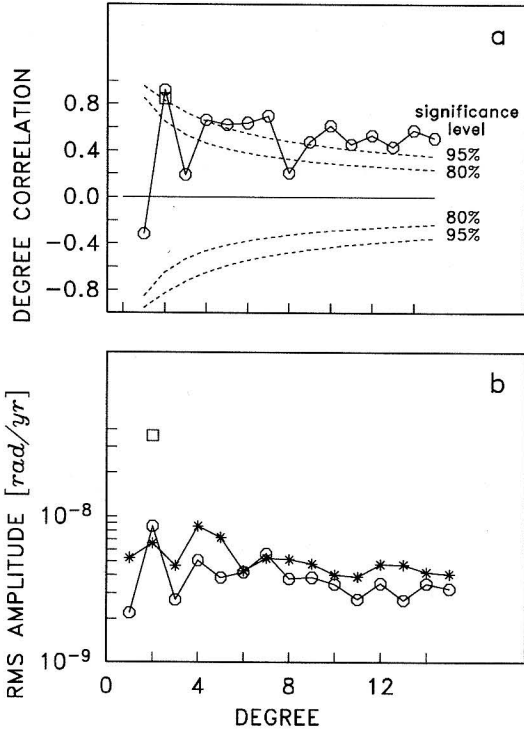 a
DEGREE CORRELATION
0.8
0.4
0.0
−0.4
−0.8
significance
level
95%
80%
80%
95%
b
RMS AMPLITUDE [rad/yr]
10⁻⁸
10⁻⁹
0 4 8 12
DEGREE